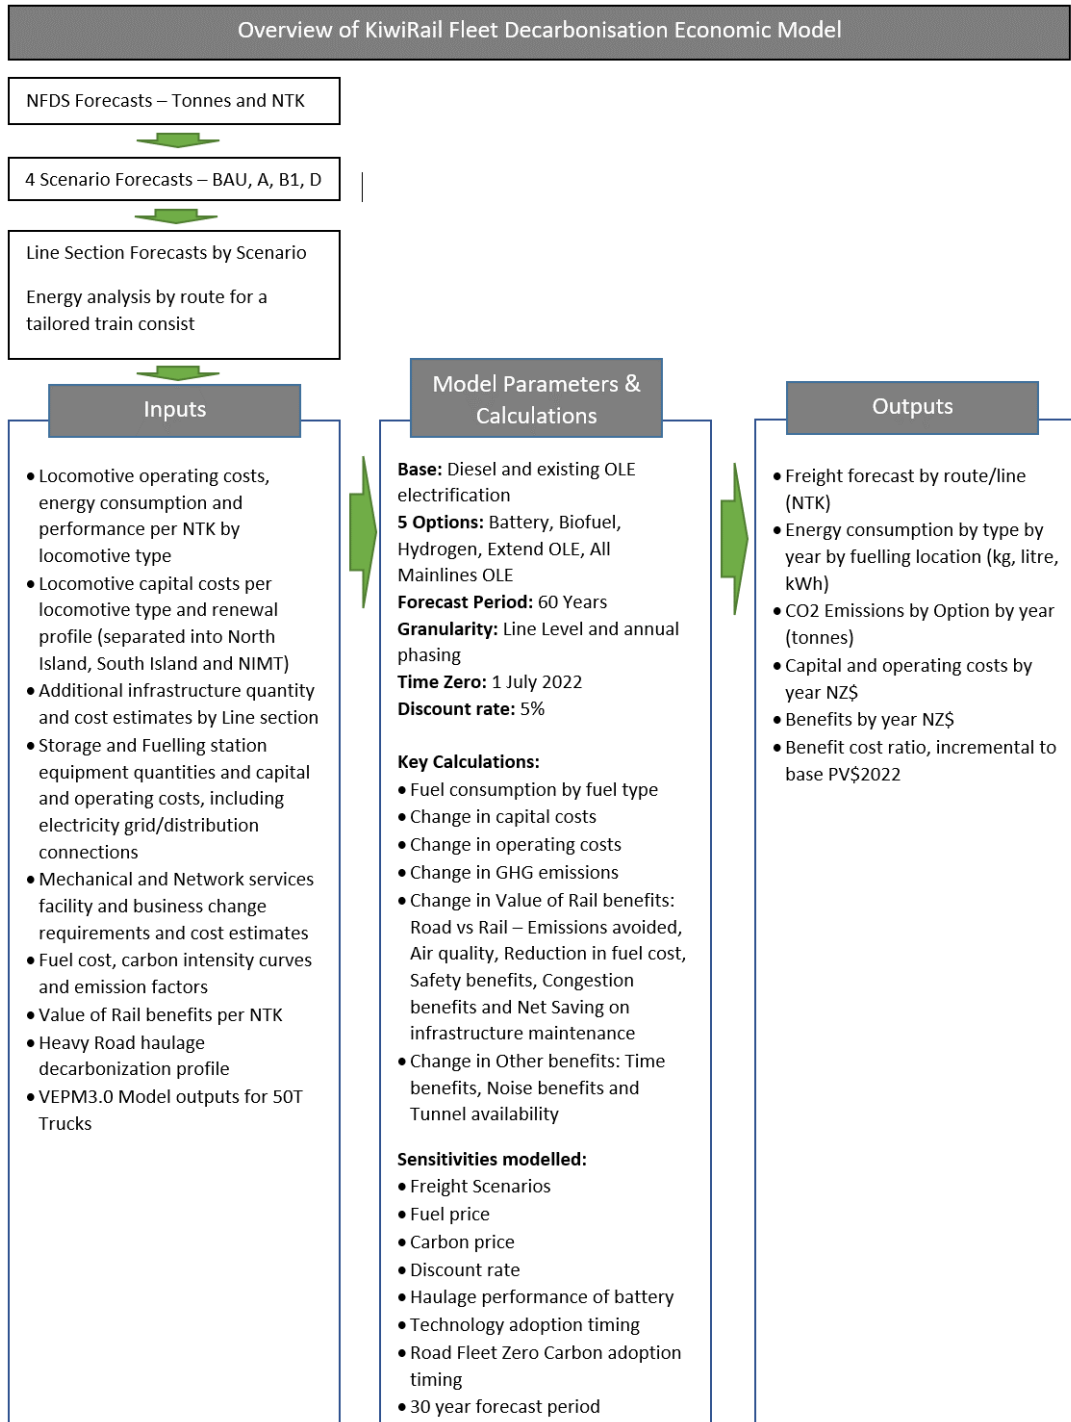 Overview of KiwiRail Fleet Decarbonisation Economic Model
NFDS Forecasts – Tonnes and NTK
4 Scenario Forecasts – BAU, A, B1, D
Line Section Forecasts by Scenario
Energy analysis by route for a
tailored train consist
Inputs
• Locomotive operating costs,
energy consumption and
performance per NTK by
locomotive type
• Locomotive capital costs per
locomotive type and renewal
profile (separated into North
Island, South Island and NIMT)
• Additional infrastructure quantity
and cost estimates by Line section
• Storage and Fuelling station
equipment quantities and capital
and operating costs, including
electricity grid/distribution
connections
• Mechanical and Network services
facility and business change
requirements and cost estimates
• Fuel cost, carbon intensity curves
and emission factors
• Value of Rail benefits per NTK
• Heavy Road haulage
decarbonization profile
• VEPM3.0 Model outputs for 50T
Trucks
Model Parameters &
Calculations
Base: Diesel and existing OLE
electrification
5 Options: Battery, Biofuel,
Hydrogen, Extend OLE, All
Mainlines OLE
Forecast Period: 60 Years
Granularity: Line Level and annual
phasing
Time Zero: 1 July 2022
Discount rate: 5%
Key Calculations:
• Fuel consumption by fuel type
• Change in capital costs
• Change in operating costs
• Change in GHG emissions
• Change in Value of Rail benefits:
Road vs Rail – Emissions avoided,
Air quality, Reduction in fuel cost,
Safety benefits, Congestion
benefits and Net Saving on
infrastructure maintenance
• Change in Other benefits: Time
benefits, Noise benefits and
Tunnel availability
Sensitivities modelled:
• Freight Scenarios
• Fuel price
• Carbon price
• Discount rate
• Haulage performance of battery
• Technology adoption timing
• Road Fleet Zero Carbon adoption
timing
• 30 year forecast period
Outputs
• Freight forecast by route/line
(NTK)
• Energy consumption by type by
year by fuelling location (kg, litre,
kWh)
• CO2 Emissions by Option by year
(tonnes)
• Capital and operating costs by
year NZ$
• Benefits by year NZ$
• Benefit cost ratio, incremental to
base PV$2022